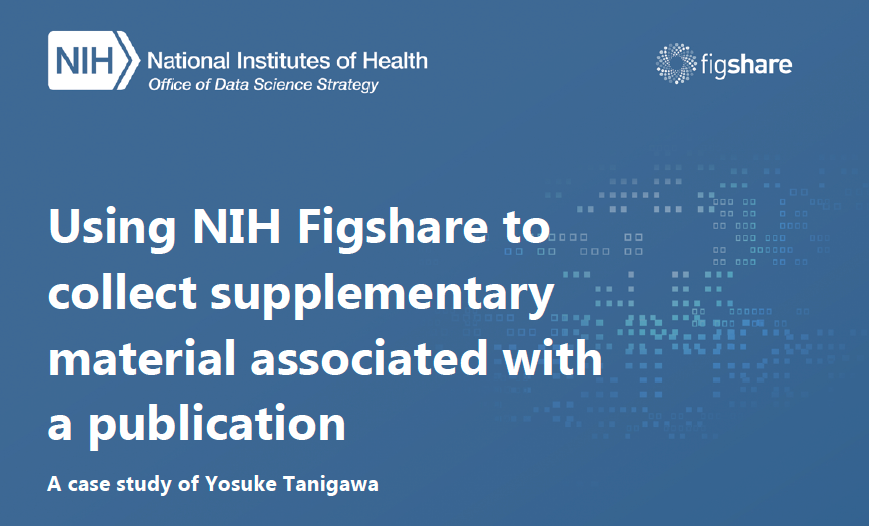 NIH National Institutes of Health
Office of Data Science Strategy
figshare
Using NIH Figshare to
collect supplementary
material associated with
a publication
A case study of Yosuke Tanigawa